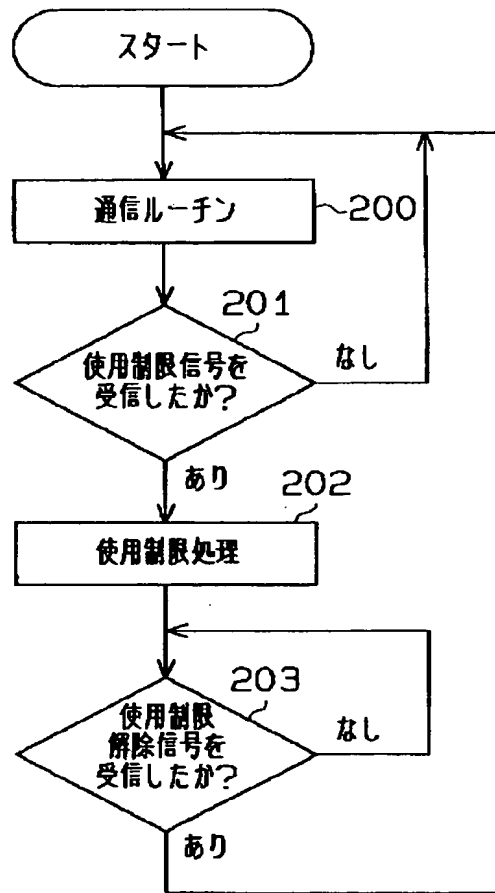 スタート
通信ルーチン
200
201
使用制限信号を
受信したか?
なし
あり
202
使用制限処理
203
使用制限
解除信号を
受信したか?
なし
あり